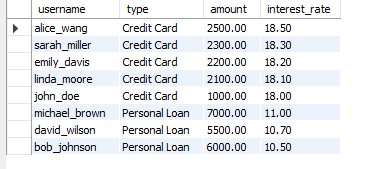 username type amount interest_rate
alice_wang Credit Card 2500.00 18.50
sarah_miller Credit Card 2300.00 18.30
emily_davis Credit Card 2200.00 18.20
linda_moore Credit Card 2100.00 18.10
john_doe Credit Card 1000.00 18.00
michael_brown Personal Loan 7000.00 11.00
david_wilson Personal Loan 5500.00 10.70
bob_johnson Personal Loan 6000.00 10.50